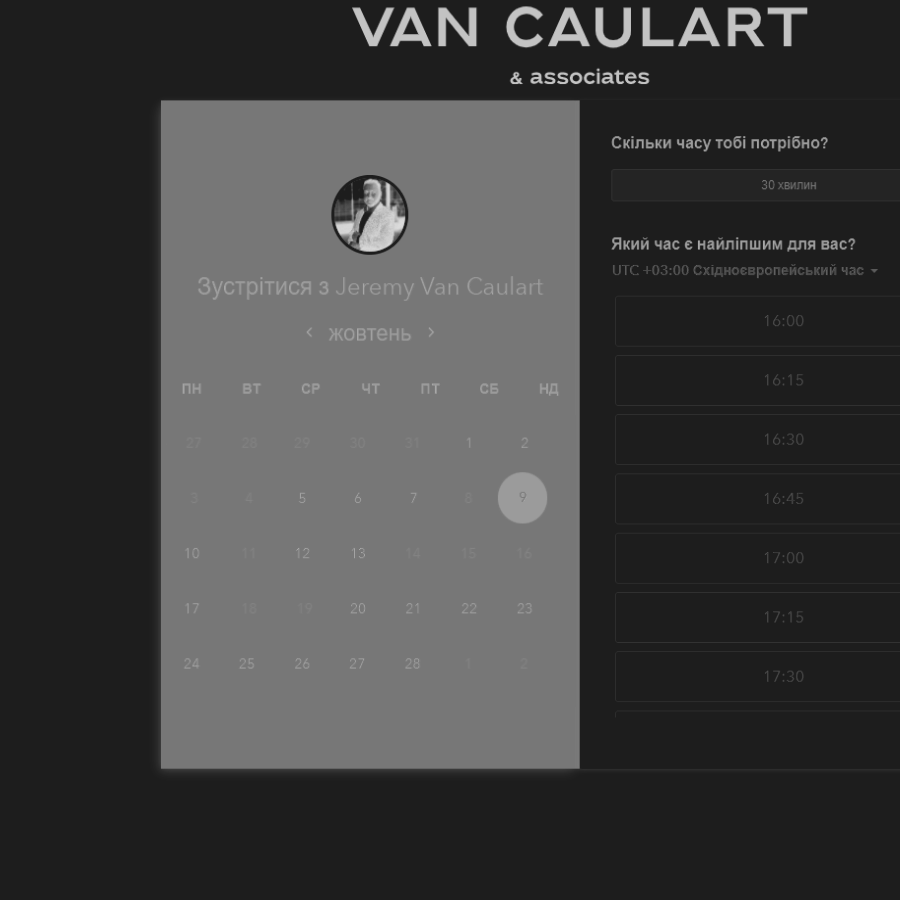 VAN CAULART
& associates
Зустрітися з Jeremy Van Caulart
жовтень
ПН ВТ СР ЧТ ПТ СБ НД
27 28 29 30 31 1 2
3 4 5 6 7 8 9
10 11 12 13 14 15 16
17 18 19 20 21 22 23
24 25 26 27 28 1 2
Скільки часу тобі потрібно?
30 хвилин
Який час є найліпшим для вас?
UTC +03:00 Східноєвропейський час
16:00
16:15
16:30
16:45
17:00
17:15
17:30